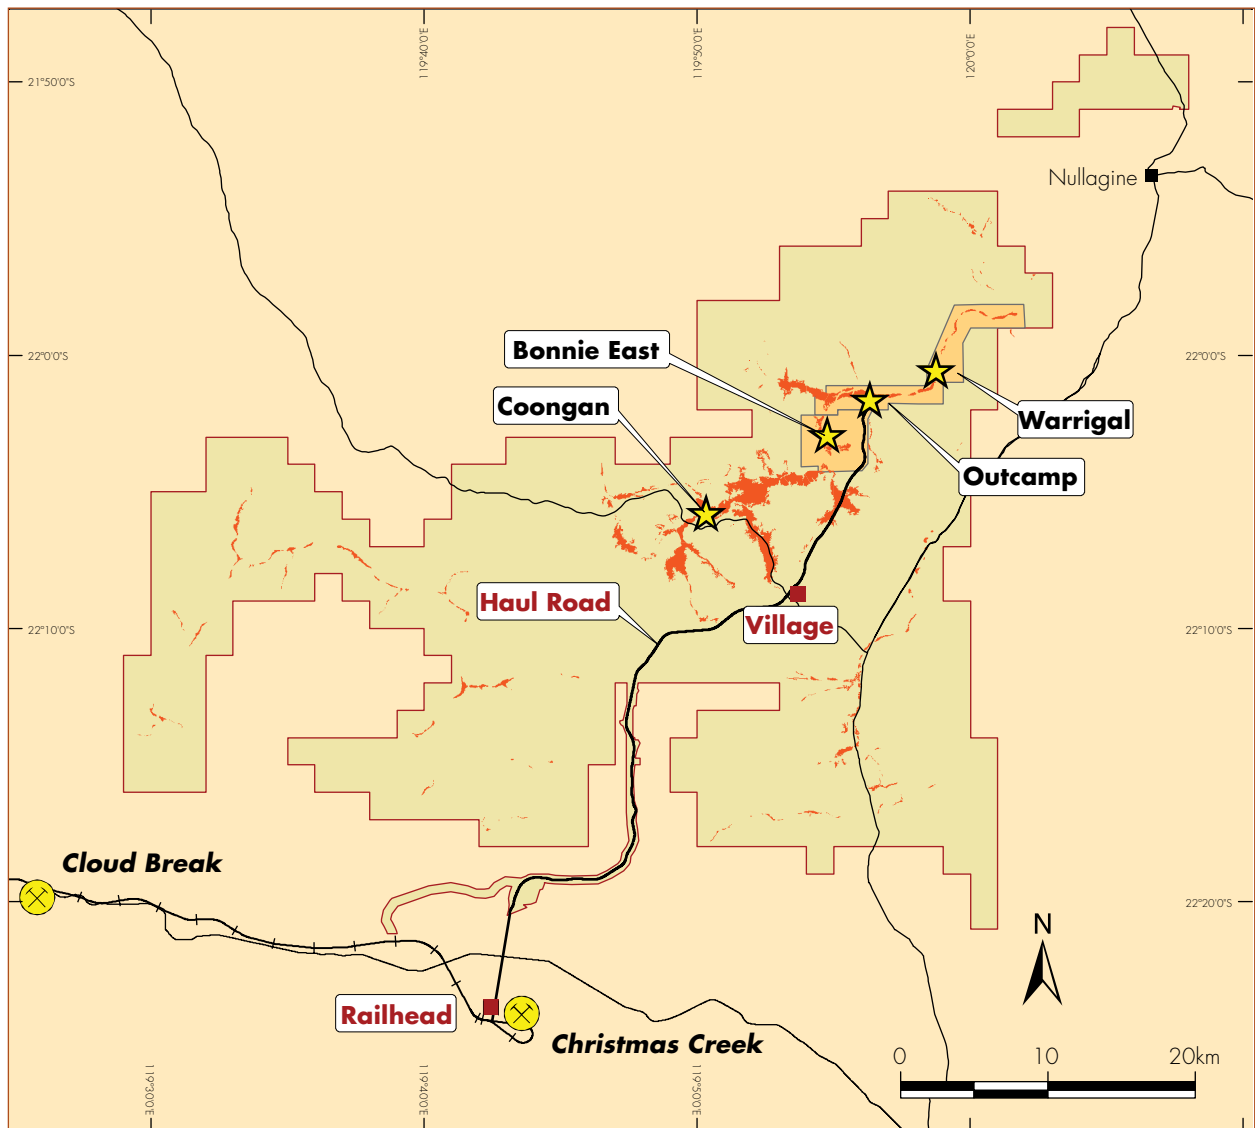 119°40'0"E
119°50'0"E
120°0'0"E
21°50'0"S
Nullagine
22°0'0"S
22°0'0"S
Bonnie East
Coongan
Warrigal
Outcamp
Haul Road
Village
22°10'0"S
22°10'0"S
Cloud Break
22°20'0"S
N
Railhead
Christmas Creek
0 10 20km
119°30'0"E
119°40'0"E
119°50'0"E